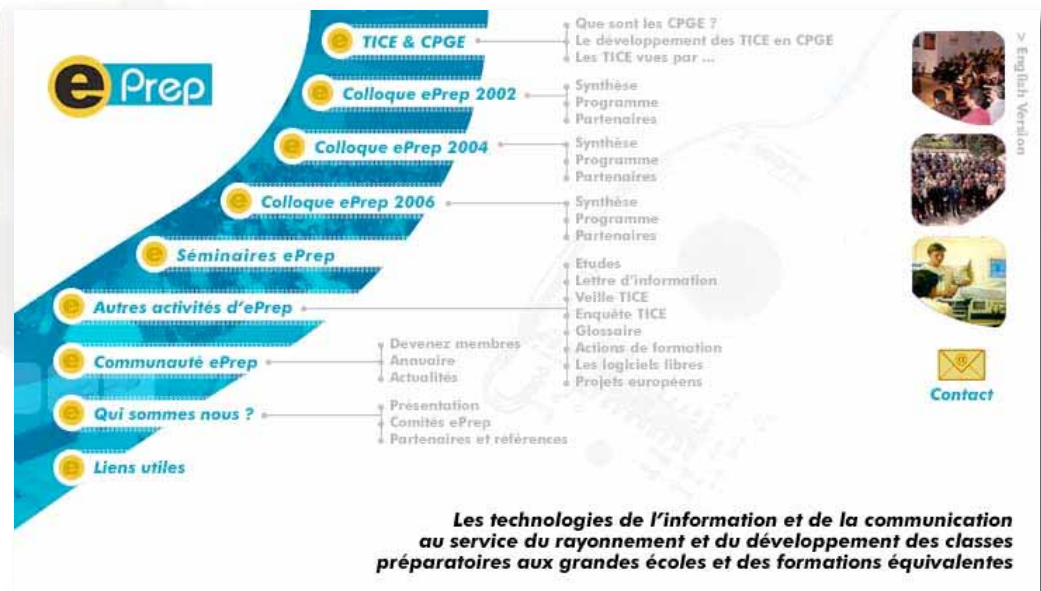 e Prep
TICE & CPGE
Que sont les CPGE ?
Le développement des TICE en CPGE
Les TICE vues par ...
Colloque ePrep 2002
Synthèse
Programme
Partenaires
Colloque ePrep 2004
Synthèse
Programme
Partenaires
Colloque ePrep 2006
Synthèse
Programme
Partenaires
Séminaires ePrep
Autres activités d'ePrep
Etudes
Lettre d'information
Veille TICE
Enquête TICE
Glossaire
Actions de formation
Les logiciels libres
Projets européens
Communauté ePrep
Devenez membres
Annuaire
Actualités
Qui sommes nous ?
Présentation
Comités ePrep
Partenaires et références
Liens utiles
> English Version
Contact
Les technologies de l'information et de la communication
au service du rayonnement et du développement des classes
préparatoires aux grandes écoles et des formations équivalentes